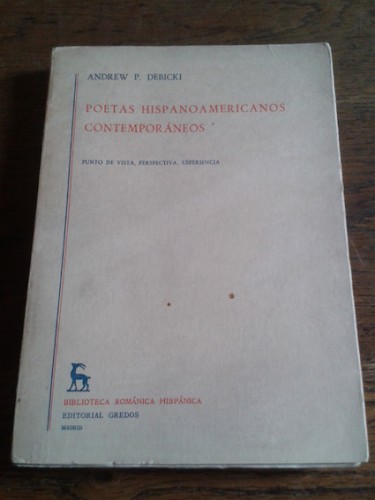 ANDREW P. DEBICKI
POETAS HISPANOAMERICANOS
CONTEMPORÁNEOS
PUNTO DE VISTA, PERSPECTIVA, EXPERIENCIA
BIBLIOTECA ROMÁNICA HISPÁNICA
EDITORIAL GREDOS
MADRID